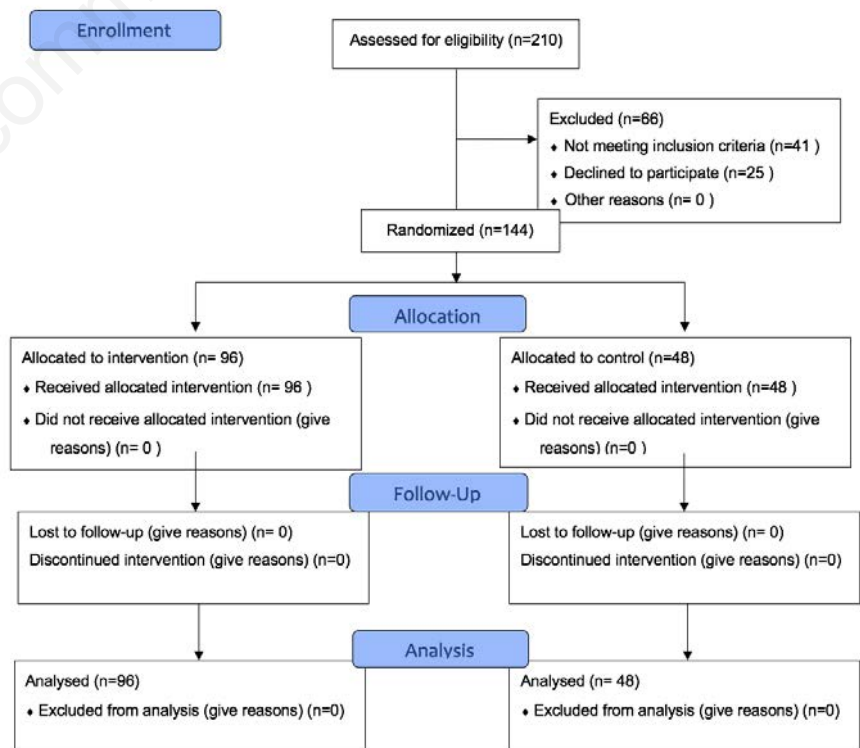 Enrollment
Assessed for eligibility (n=210)
Excluded (n=66)
♦ Not meeting inclusion criteria (n=41 )
♦ Declined to participate (n=25 )
♦ Other reasons (n= 0 )
Randomized (n=144)
Allocation
Allocated to intervention (n= 96)
♦ Received allocated intervention (n= 96 )
♦ Did not receive allocated intervention (give
reasons) (n= 0 )
Allocated to control (n=48)
♦ Received allocated intervention (n=48 )
♦ Did not receive allocated intervention (give
reasons) (n=0 )
Follow-Up
Lost to follow-up (give reasons) (n= 0)
Discontinued intervention (give reasons) (n=0)
Lost to follow-up (give reasons) (n= 0)
Discontinued intervention (give reasons) (n=0)
Analysis
Analysed (n=96)
♦ Excluded from analysis (give reasons) (n=0)
Analysed (n= 48)
♦ Excluded from analysis (give reasons) (n=0)